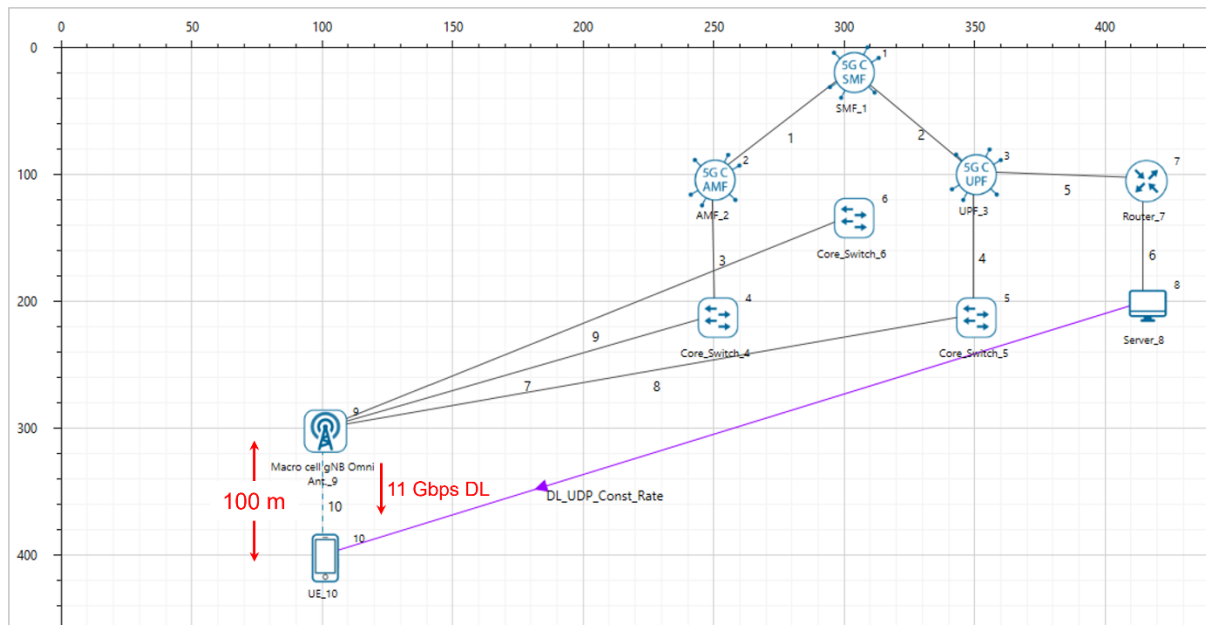 0 50 100 150 200 250 300 350 400
0
5G C
SMF
1
SMF_1
1
2
100
5G C
AMF
2
AMF_2
5G C
UPF
3
UPF_3
5
7
Router_7
6
Core_Switch_6
3
4
6
200
4
Core_Switch_4
5
Core_Switch_5
8
Server_8
9
7
8
300
9
Macro cell gNB Omni
Ant_9
100 m
10
11 Gbps DL
DL_UDP_Const_Rate
400
10
UE_10